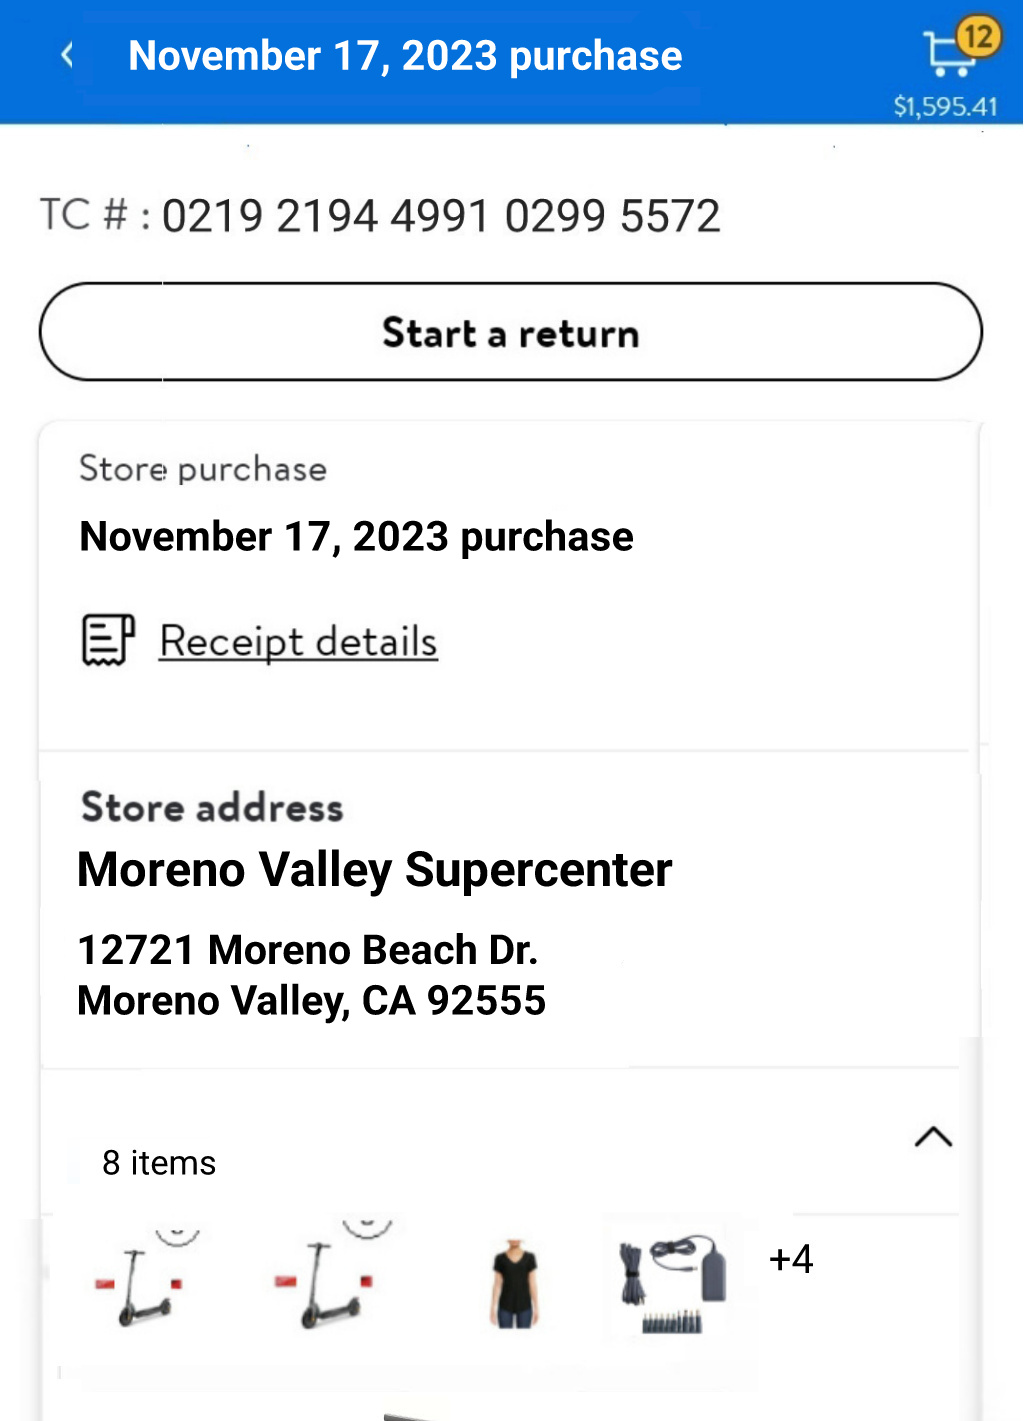 November 17, 2023 purchase
12
$1,595.41
TC # : 0219 2194 4991 0299 5572
Start a return
Store purchase
November 17, 2023 purchase
Receipt details
Store address
Moreno Valley Supercenter
12721 Moreno Beach Dr.
Moreno Valley, CA 92555
8 items
+4